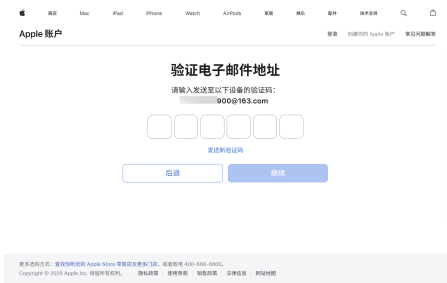 商店 Mac iPad iPhone Watch AirPods 家居 娱乐 配件 技术支持
Apple 账户 登录 创建你的 Apple 账户 常见问题解答
验证电子邮件地址
请输入发送至以下设备的验证码：
900@163.com
发送新验证码
后退 继续
更多选购方式：查找你附近的 Apple Store 零售店及更多门店，或者致电 400-666-8800。
Copyright © 2025 Apple Inc. 保留所有权利。 隐私政策 使用条款 销售政策 法律信息 网站地图